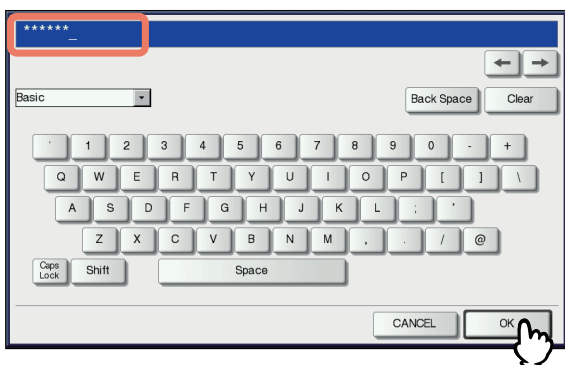 ******_
← →
Basic Back Space Clear
' 1 2 3 4 5 6 7 8 9 0 - +
Q W E R T Y U I O P [ ] \
A S D F G H J K L ; '
Z X C V B N M , . / @
Caps Lock Shift Space
CANCEL OK